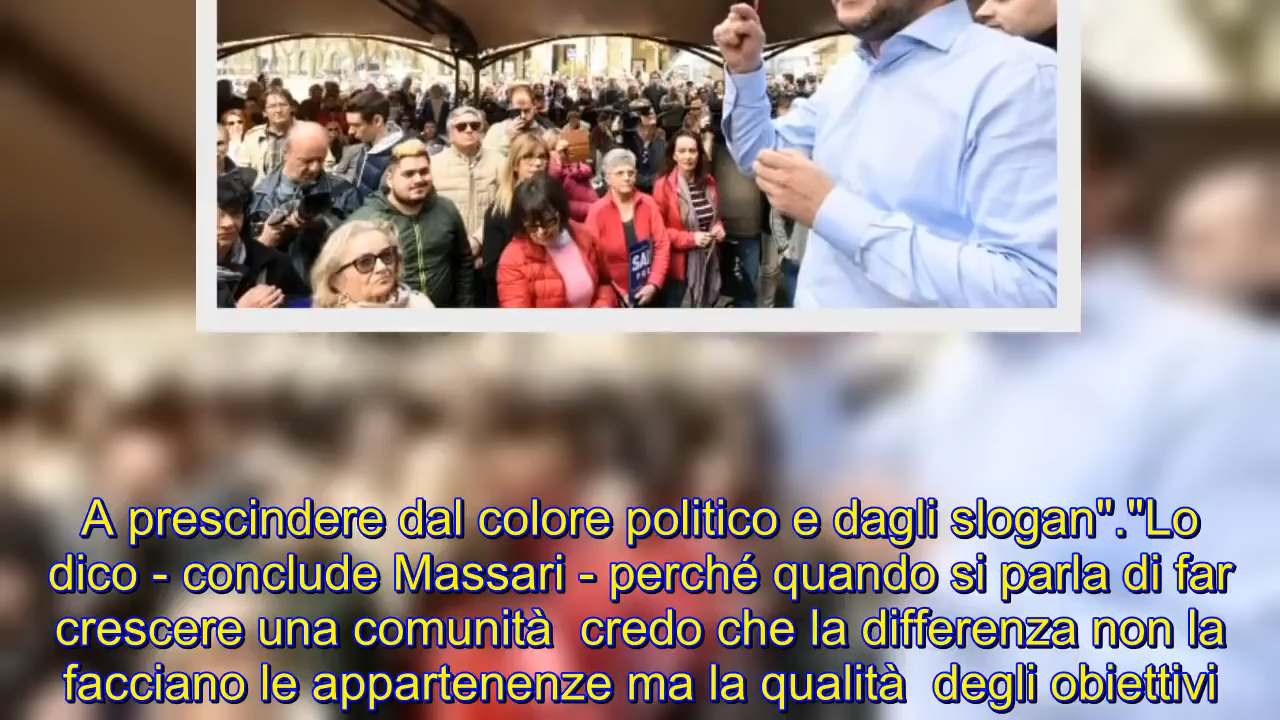 SA
A prescindere dal colore politico e dagli slogan"."Lo
dico - conclude Massari - perché quando si parla di far
crescere una comunità  credo che la differenza non la
facciano le appartenenze ma la qualità  degli obiettivi